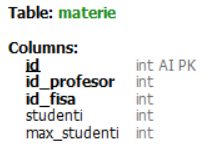 Table: materie
Columns:
id int AI PK
id_profesor int
id_fisa int
studenti int
max_studenti int